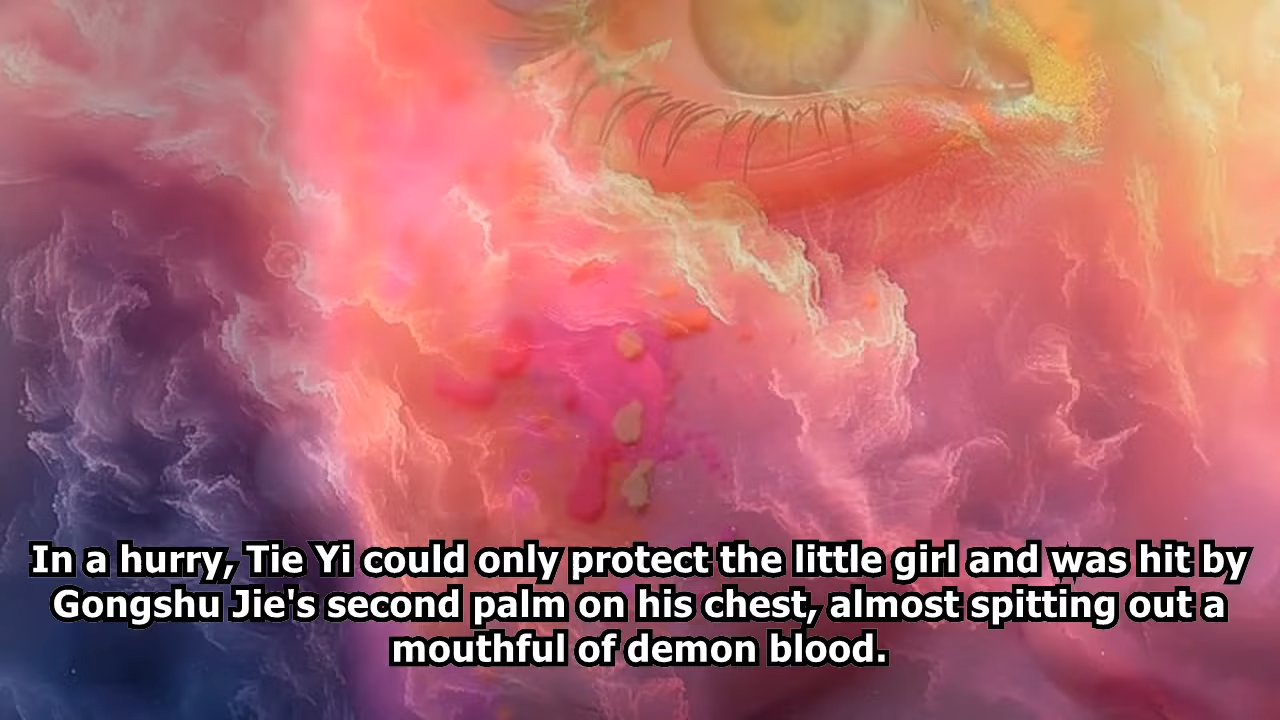 In a hurry, Tie Yi could only protect the little girl and was hit by
Gongshu Jie's second palm on his chest, almost spitting out a
mouthful of demon blood.